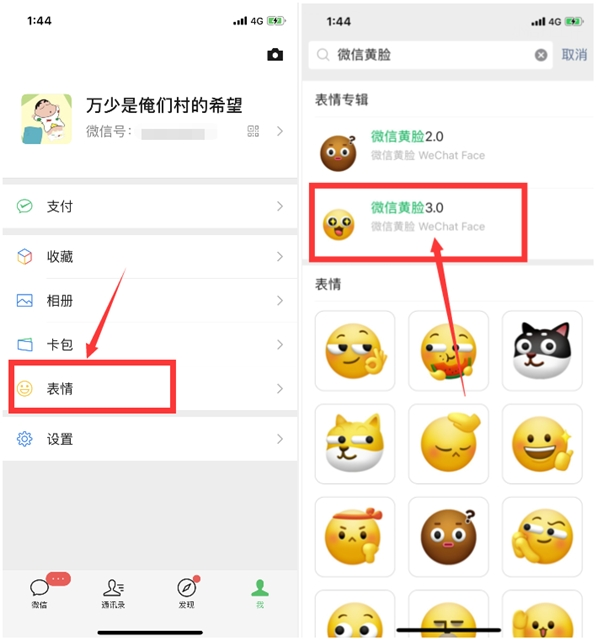 1:44
4G
万少是俺们村的希望
微信号：
支付
收藏
相册
卡包
表情
设置
微信
通讯录
发现
我
1:44
4G
微信黄脸
取消
表情专辑
微信黄脸2.0
微信黄脸 WeChat Face
微信黄脸3.0
微信黄脸 WeChat Face
表情